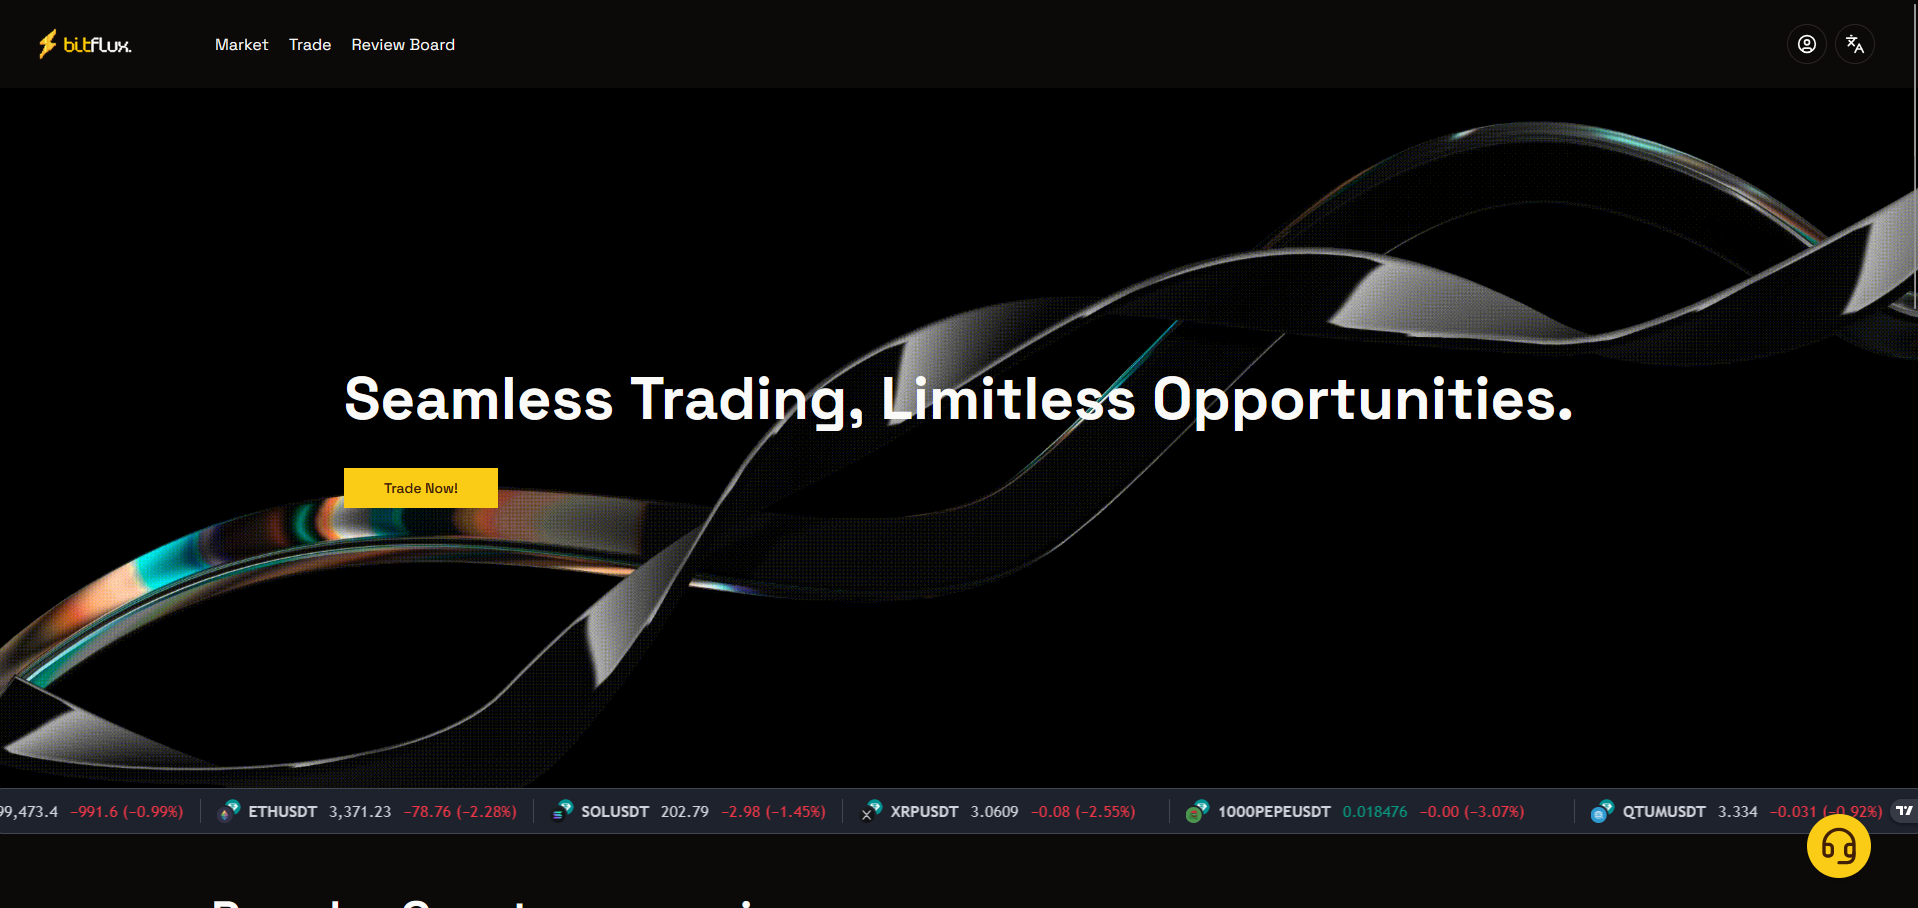 bitflux.
Market Trade Review Board
Seamless Trading, Limitless Opportunities.
Trade Now!
99,473.4 −991.6 (−0.99%) ETHUSDT 3,371.23 −78.76 (−2.28%) SOLUSDT 202.79 −2.98 (−1.45%) XRPUSDT 3.0609 −0.08 (−2.55%) 1000PEPEUSDT 0.018476 −0.00 (−3.07%) QTUMUSDT 3.334 −0.031 (−0.92%)